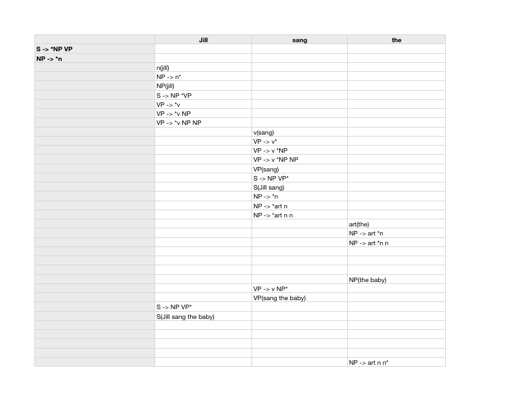 Jill sang the
S -> *NP VP
NP -> *n
n(jill)
NP -> n*
NP(jill)
S -> NP *VP
VP -> *v
VP -> *v NP
VP -> *v NP NP
v(sang)
VP -> v*
VP -> v *NP
VP -> v *NP NP
VP(sang)
S -> NP VP*
S(Jill sang)
NP -> *n
NP -> *art n
NP -> *art n n
art(the)
NP -> art *n
NP -> art *n n
NP(the baby)
VP -> v NP*
VP(sang the baby)
S -> NP VP*
S(Jill sang the baby)
NP -> art n n*